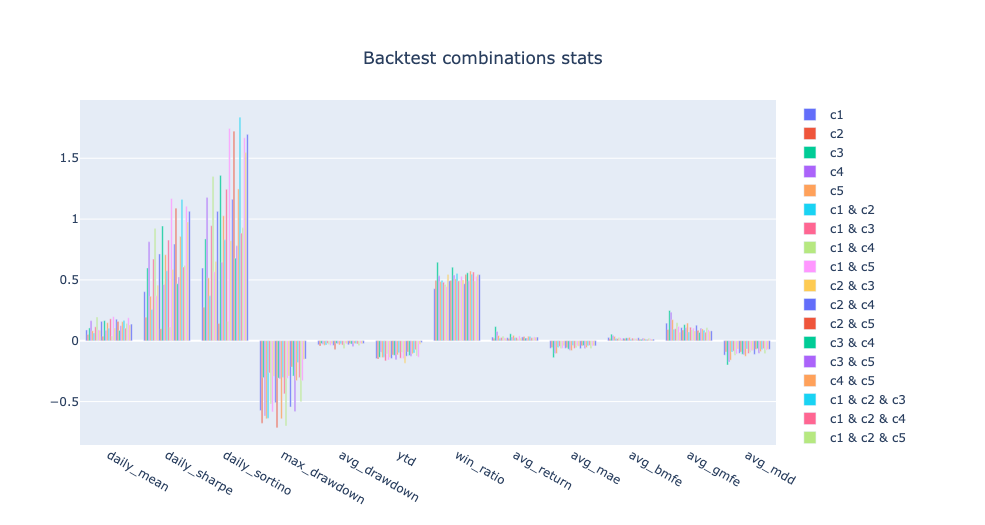 Backtest combinations stats
1.5
1
0.5
0
−0.5
daily_mean
daily_sharpe
daily_sortino
max_drawdown
avg_drawdown
ytd
win_ratio
avg_return
avg_mae
avg_bmfe
avg_gmfe
avg_mdd
c1
c2
c3
c4
c5
c1 & c2
c1 & c3
c1 & c4
c1 & c5
c2 & c3
c2 & c4
c2 & c5
c3 & c4
c3 & c5
c4 & c5
c1 & c2 & c3
c1 & c2 & c4
c1 & c2 & c5